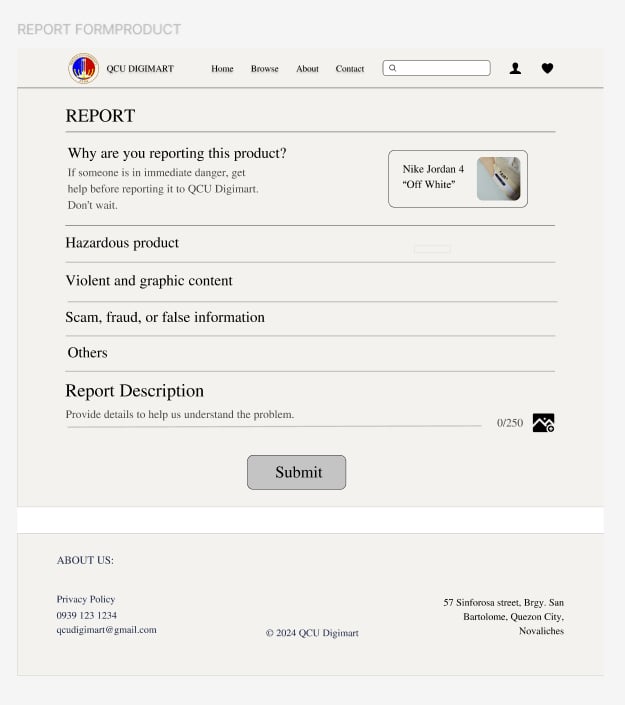 REPORT FORMPRODUCT
QCU DIGIMART Home Browse About Contact
REPORT
Why are you reporting this product?
If someone is in immediate danger, get
help before reporting it to QCU Digimart.
Don't wait.
Nike Jordan 4
“Off White”
Hazardous product
Violent and graphic content
Scam, fraud, or false information
Others
Report Description
Provide details to help us understand the problem.
0/250
Submit
ABOUT US:
Privacy Policy
0939 123 1234
qcudigimart@gmail.com
© 2024 QCU Digimart
57 Sinforosa street, Brgy. San
Bartolome, Quezon City,
Novaliches